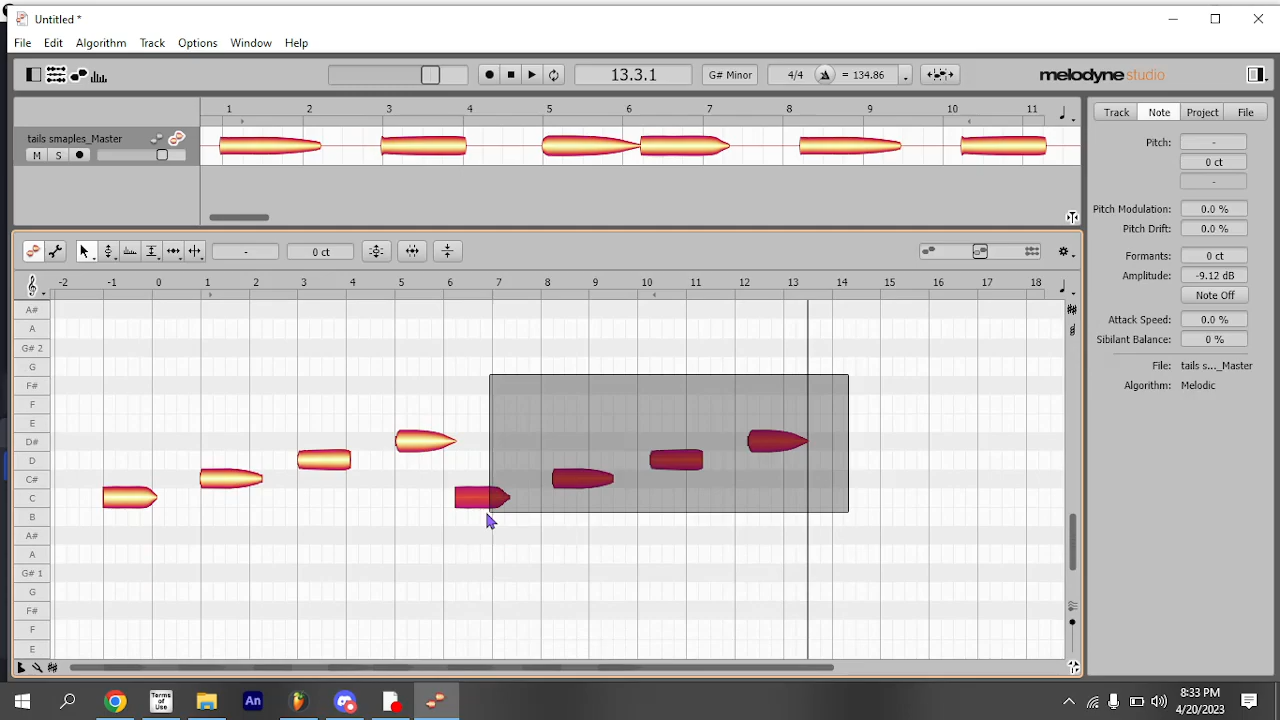 Untitled *
File Edit Algorithm Track Options Window Help
13.3.1 G# Minor 4/4 = 134.86 melodyne studio
1 2 3 4 5 6 7 8 9 10 11
tails smaples_Master
M S
Track Note Project File
Pitch: -
0 ct
-
Pitch Modulation: 0.0 %
Pitch Drift: 0.0 %
Formants: 0 ct
Amplitude: -9.12 dB
Note Off
Attack Speed: 0.0 %
Sibilant Balance: 0 %
File: tails s..._Master
Algorithm: Melodic
- 0 ct
-2 -1 0 1 2 3 4 5 6 7 8 9 10 11 12 13 14 15 16 17 18
A#
A
G# 2
G
F#
F
E
D#
D
C#
C
B
A#
A
G# 1
G
F#
F
E
Terms of Use
An
8:33 PM
4/20/2023